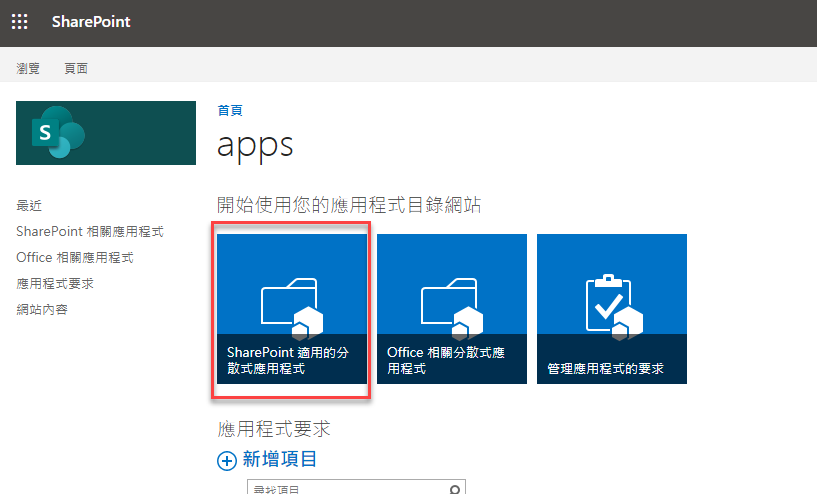 SharePoint
瀏覽 頁面
S
首頁
apps
最近
SharePoint 相關應用程式
Office 相關應用程式
應用程式要求
網站內容
開始使用您的應用程式目錄網站
SharePoint 適用的分
散式應用程式
Office 相關分散式應
用程式
管理應用程式的要求
應用程式要求
新增項目
尋找項目